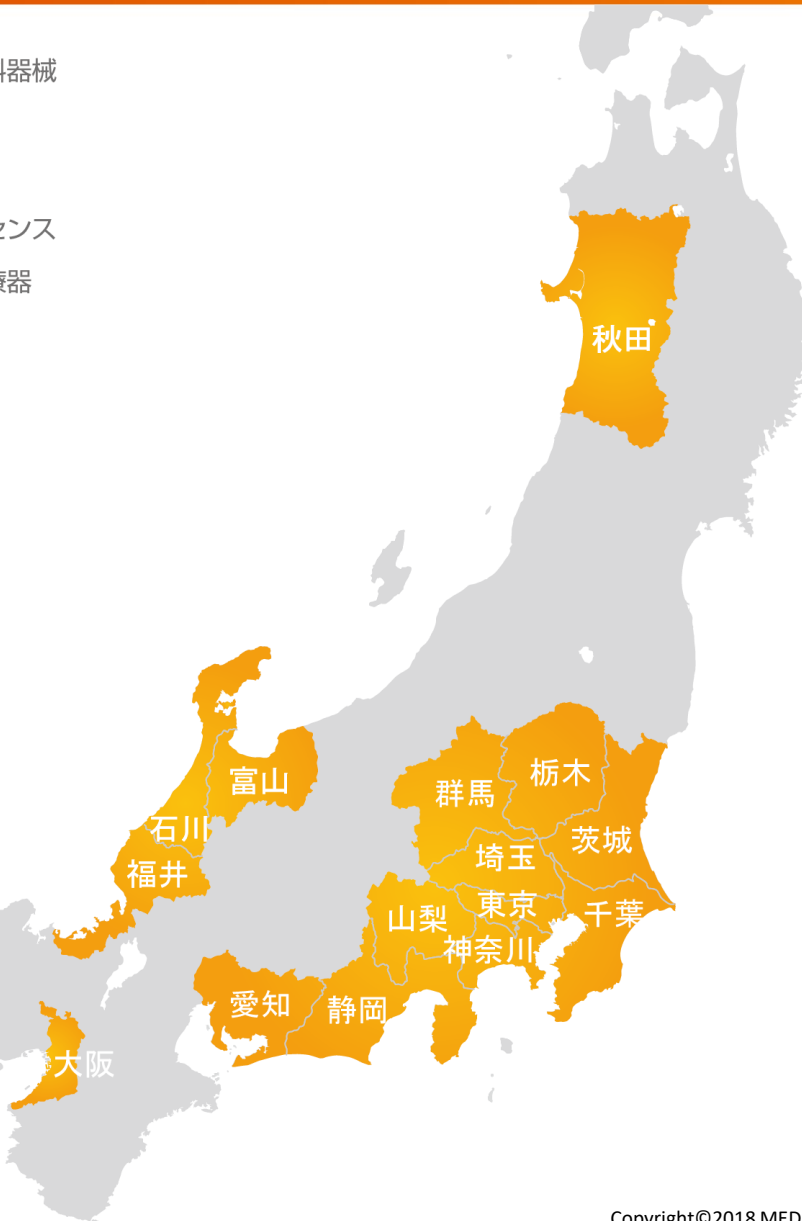 科器械
センス
療器
秋田
富山
石川
福井
群馬
栃木
茨城
埼玉
東京
千葉
山梨
神奈川
愛知
静岡
大阪
Copyright©2018 MED